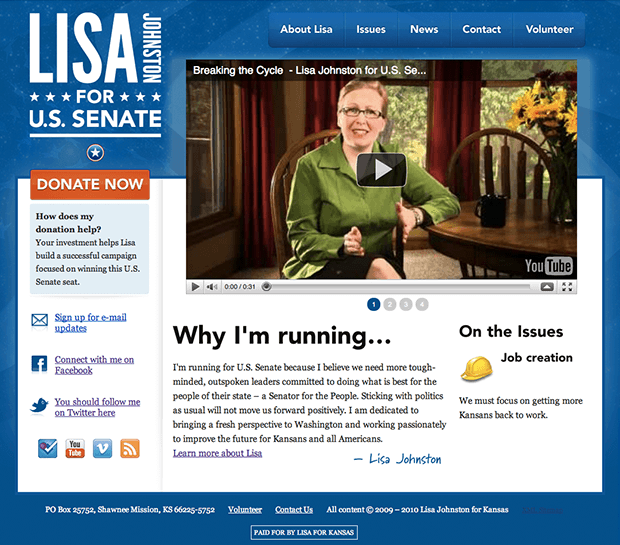 LISA
JOHNSTON
FOR
U.S. SENATE
About Lisa
Issues
News
Contact
Volunteer
Breaking the Cycle - Lisa Johnston for U.S. Se...
YouTube
0:00 / 0:31
1 2 3 4
DONATE NOW
How does my
donation help?
Your investment helps Lisa
build a successful campaign
focused on winning this U.S.
Senate seat.
Sign up for e-mail
updates
Connect with me on
Facebook
You should follow me
on Twitter here
You
Tube
Why I'm running...
I'm running for U.S. Senate because I believe we need more tough-
minded, outspoken leaders committed to doing what is best for the
people of their state – a Senator for the People. Sticking with politics
as usual will not move us forward positively. I am dedicated to
bringing a fresh perspective to Washington and working passionately
to improve the future for Kansans and all Americans.
Learn more about Lisa
– Lisa Johnston
On the Issues
Job creation
We must focus on getting more
Kansans back to work.
PO Box 25752, Shawnee Mission, KS 66225-5752 Volunteer Contact Us All content © 2009 – 2010 Lisa Johnston for Kansas
PAID FOR BY LISA FOR KANSAS